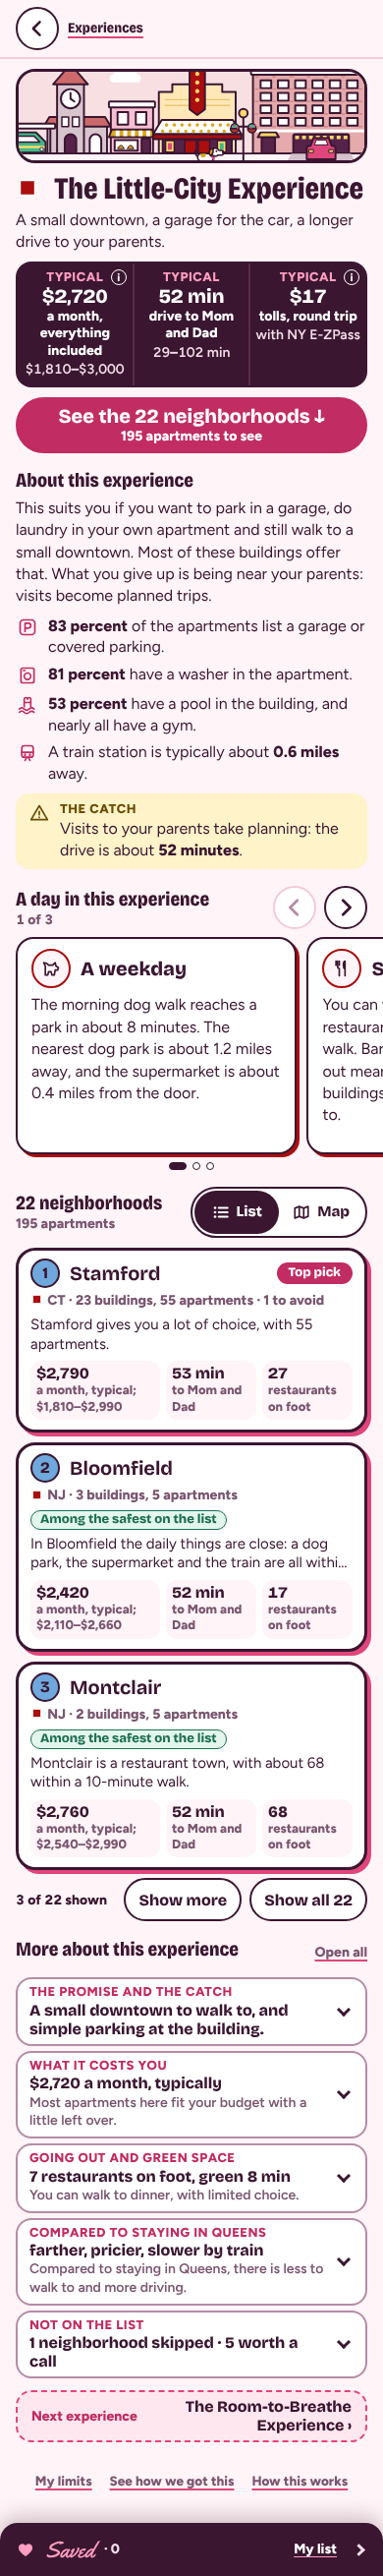 Experiences
The Little-City Experience
A small downtown, a garage for the car, a longer
drive to your parents.
TYPICAL
$2,720
a month,
everything
included
$1,810–$3,000
TYPICAL
52 min
drive to Mom
and Dad
29–102 min
TYPICAL
$17
tolls, round trip
with NY E-ZPass
See the 22 neighborhoods ↓
195 apartments to see
About this experience
This suits you if you want to park in a garage, do
laundry in your own apartment and still walk to a
small downtown. Most of these buildings offer
that. What you give up is being near your parents:
visits become planned trips.
83 percent of the apartments list a garage or
covered parking.
81 percent have a washer in the apartment.
53 percent have a pool in the building, and
nearly all have a gym.
A train station is typically about 0.6 miles
away.
THE CATCH
Visits to your parents take planning: the
drive is about 52 minutes.
A day in this experience
1 of 3
A weekday
The morning dog walk reaches a
park in about 8 minutes. The
nearest dog park is about 1.2 miles
away, and the supermarket is about
0.4 miles from the door.
S
You can
restauran
walk. Bar
out mean
buildings
to.
22 neighborhoods
195 apartments
List
Map
1 Stamford
Top pick
CT · 23 buildings, 55 apartments · 1 to avoid
Stamford gives you a lot of choice, with 55
apartments.
$2,790
a month, typical;
$1,810–$2,990
53 min
to Mom and
Dad
27
restaurants
on foot
2 Bloomfield
NJ · 3 buildings, 5 apartments
Among the safest on the list
In Bloomfield the daily things are close: a dog
park, the supermarket and the train are all withi...
$2,420
a month, typical;
$2,110–$2,660
52 min
to Mom and
Dad
17
restaurants
on foot
3 Montclair
NJ · 2 buildings, 5 apartments
Among the safest on the list
Montclair is a restaurant town, with about 68
within a 10-minute walk.
$2,760
a month, typical;
$2,540–$2,990
52 min
to Mom and
Dad
68
restaurants
on foot
3 of 22 shown
Show more
Show all 22
More about this experience
Open all
THE PROMISE AND THE CATCH
A small downtown to walk to, and
simple parking at the building.
WHAT IT COSTS YOU
$2,720 a month, typically
Most apartments here fit your budget with a
little left over.
GOING OUT AND GREEN SPACE
7 restaurants on foot, green 8 min
You can walk to dinner, with limited choice.
COMPARED TO STAYING IN QUEENS
farther, pricier, slower by train
Compared to staying in Queens, there is less to
walk to and more driving.
NOT ON THE LIST
1 neighborhood skipped · 5 worth a
call
Next experience
The Room-to-Breathe
Experience ›
My limits
See how we got this
How this works
Saved · 0
My list